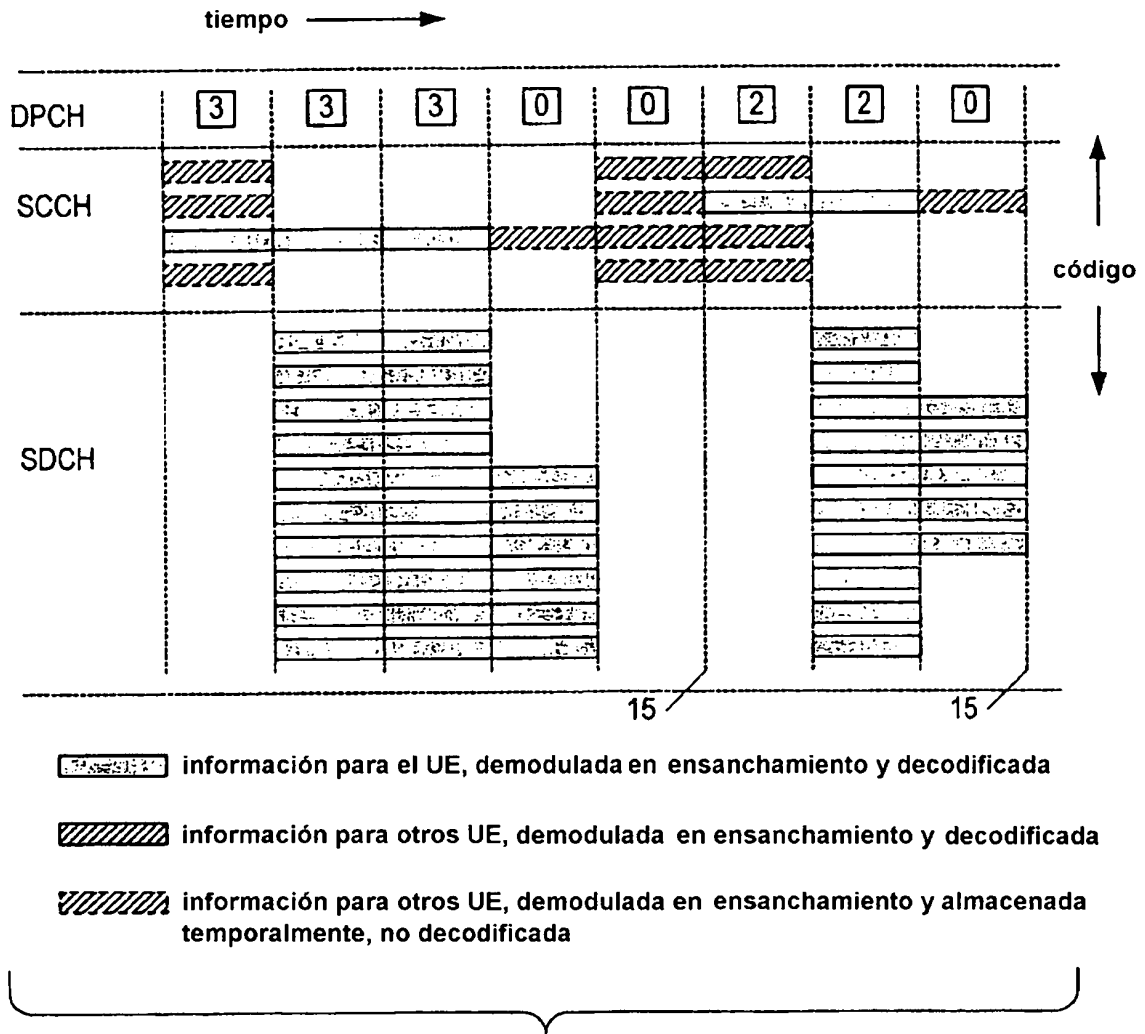 tiempo
DPCH 3 3 3 0 0 2 2 0
SCCH
código
SDCH
15 15
información para el UE, demodulada en ensanchamiento y decodificada
información para otros UE, demodulada en ensanchamiento y decodificada
información para otros UE, demodulada en ensanchamiento y almacenada
temporalmente, no decodificada